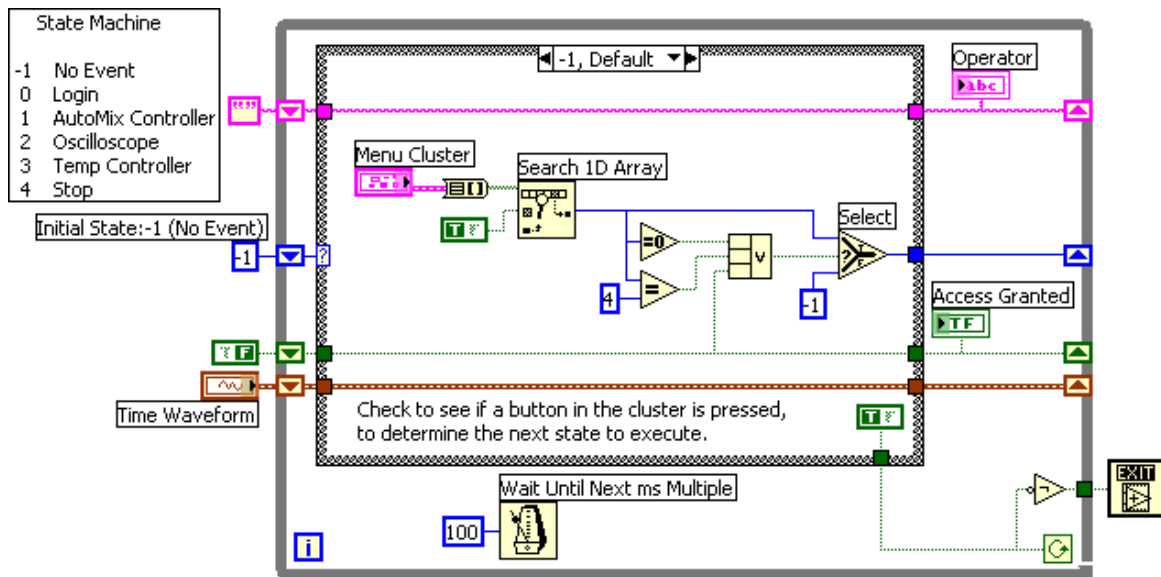 State Machine
-1 No Event
0 Login
1 AutoMix Controller
2 Oscilloscope
3 Temp Controller
4 Stop
-1, Default
Operator
abc
""
Menu Cluster
Search 1D Array
T
Select
=0
=
v
?
T
F
4
-1
Initial State:-1 (No Event)
-1
?
Access Granted
TF
F
Time Waveform
Check to see if a button in the cluster is pressed,
to determine the next state to execute.
T
Wait Until Next ms Multiple
100
i
EXIT